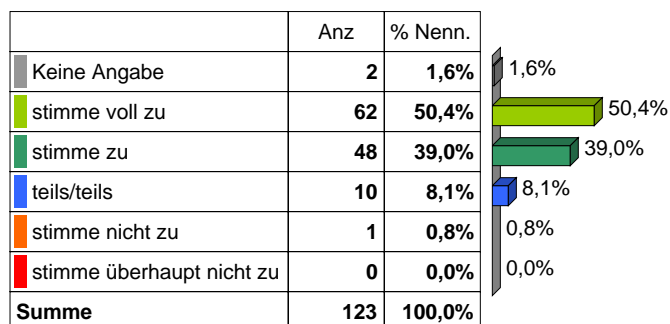 Anz % Nenn.
Keine Angabe 2 1,6% 1,6%
stimme voll zu 62 50,4% 50,4%
stimme zu 48 39,0% 39,0%
teils/teils 10 8,1% 8,1%
stimme nicht zu 1 0,8% 0,8%
stimme überhaupt nicht zu 0 0,0% 0,0%
Summe 123 100,0%